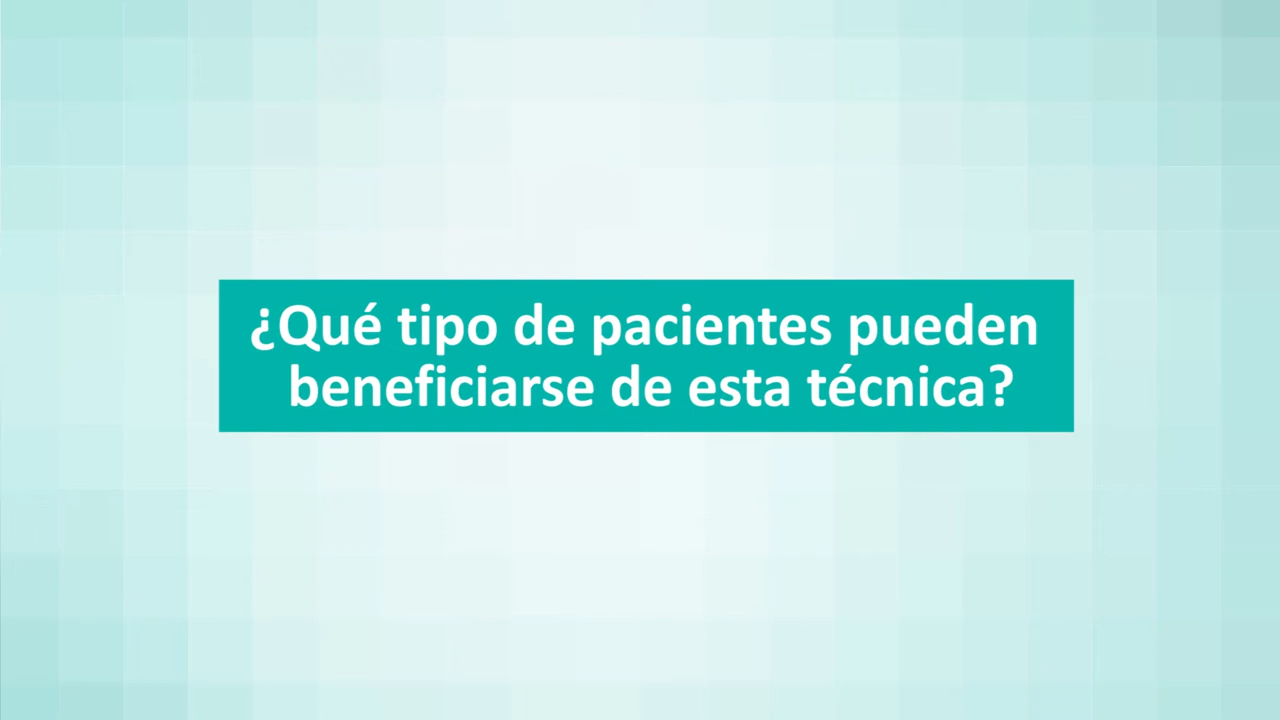 ¿Qué tipo de pacientes pueden
beneficiarse de esta técnica?